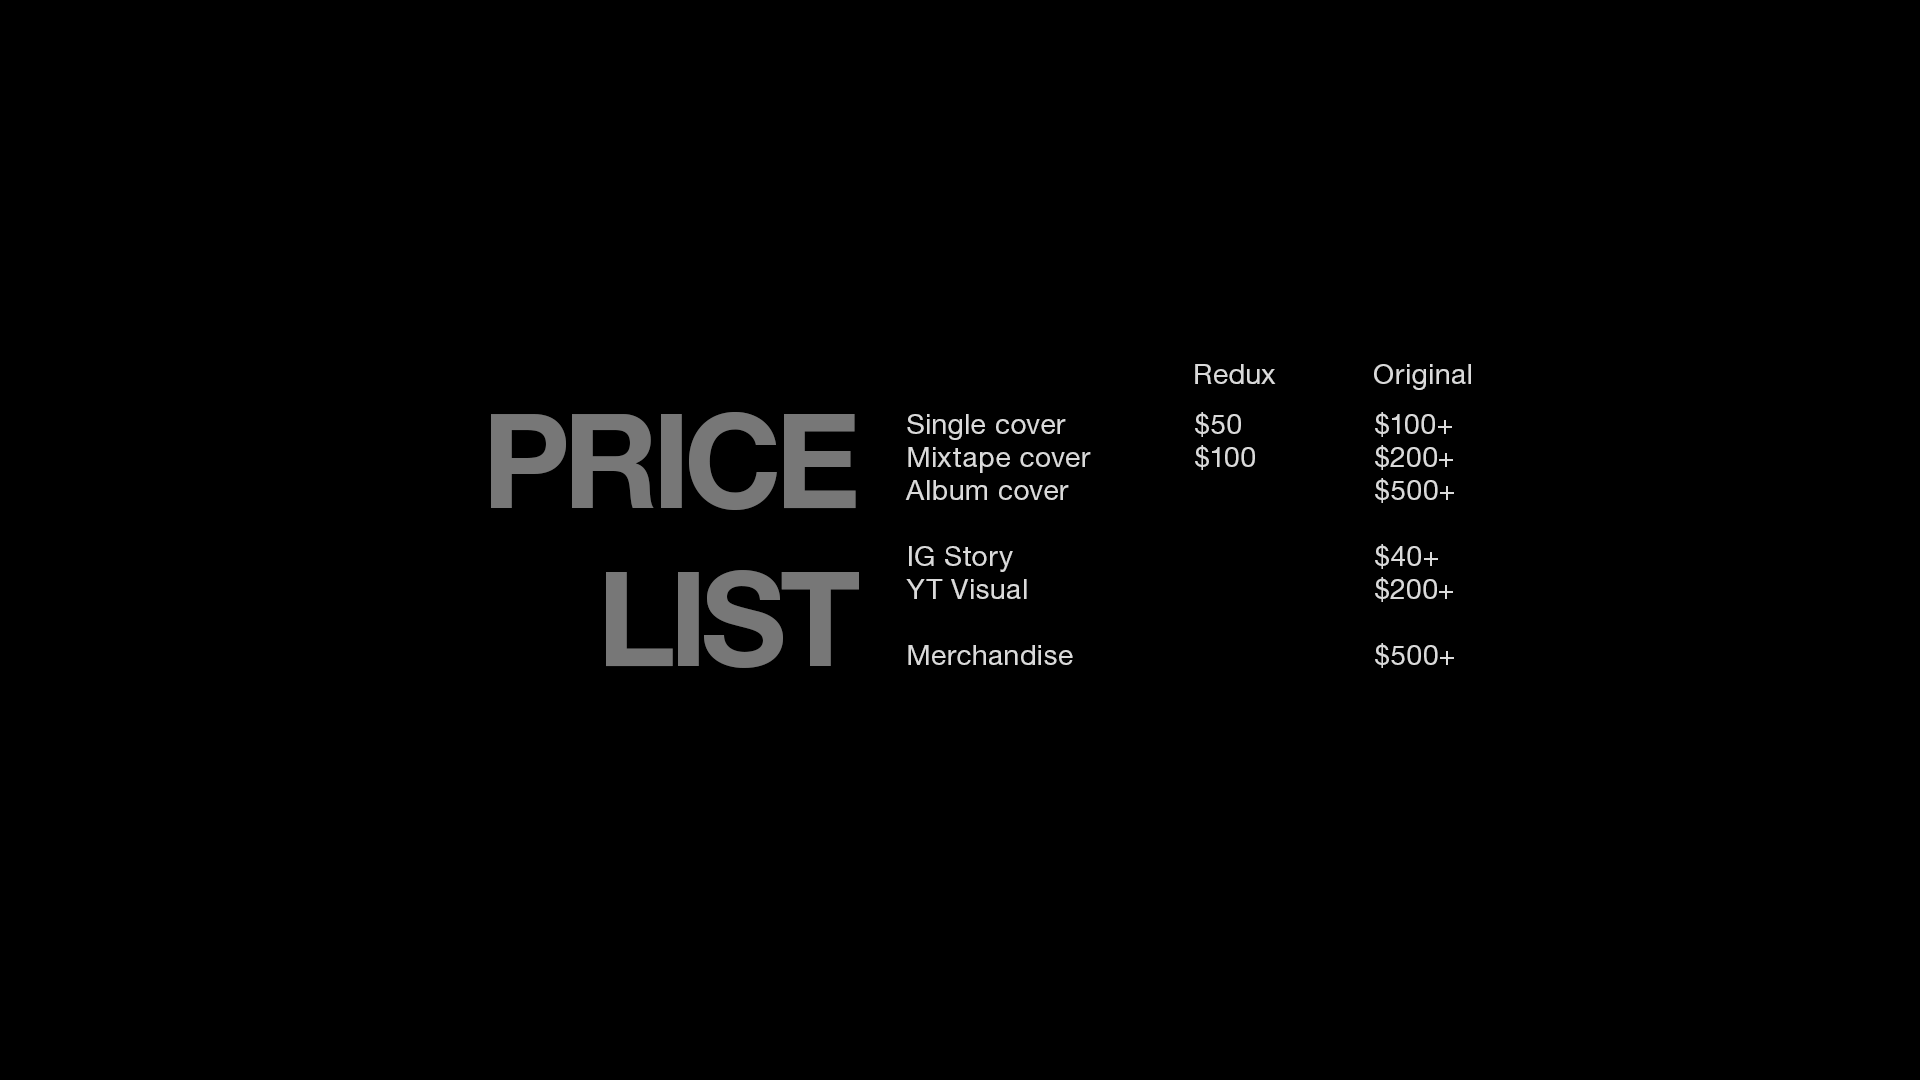 PRICE
LIST
Redux Original
Single cover $50 $100+
Mixtape cover $100 $200+
Album cover $500+
IG Story $40+
YT Visual $200+
Merchandise $500+